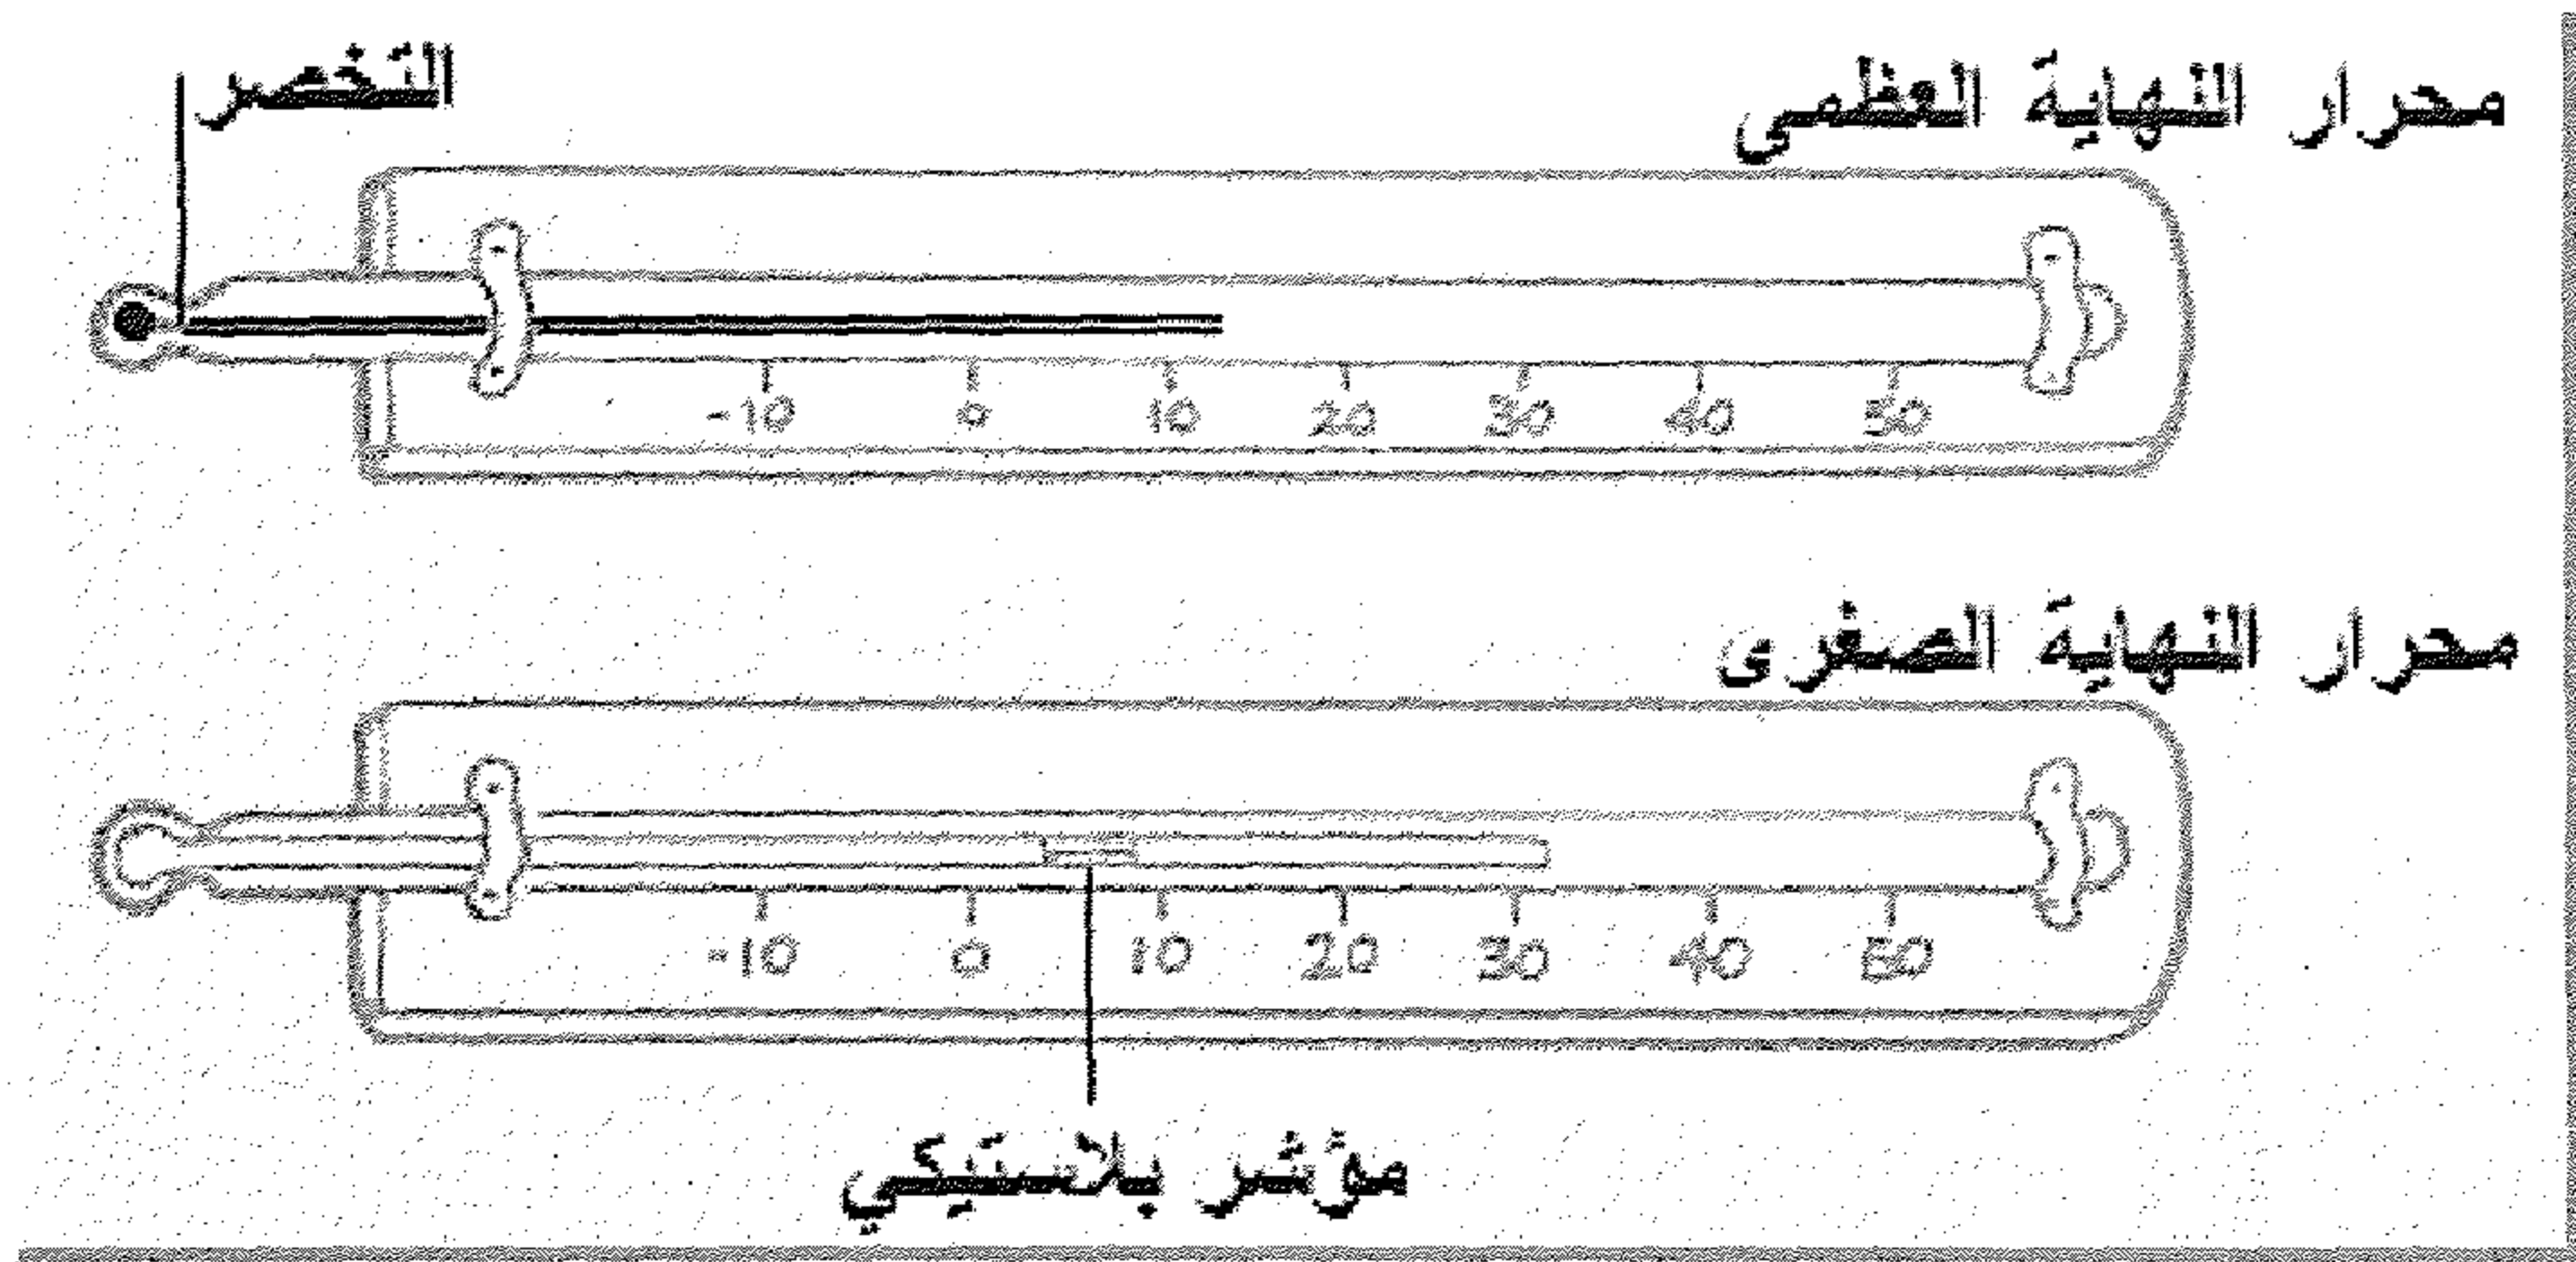 محرار النهاية العظمى
التخصر
-10 0 10 20 30 40 50
محرار النهاية الصغرى
-10 0 10 20 30 40 50
مؤشر بلاستيكي